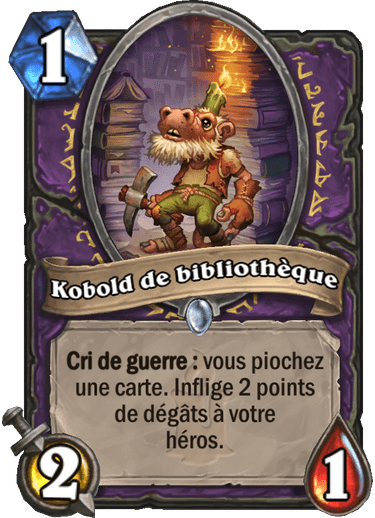 1
Kobold de bibliothèque
Cri de guerre : vous piochez
une carte. Inflige 2 points
de dégâts à votre
héros.
2
1